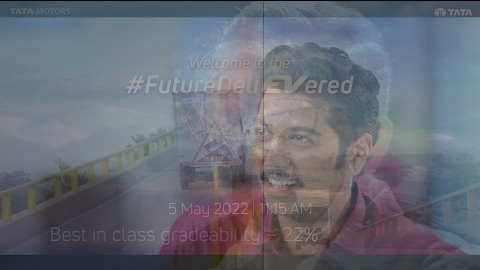 TATA MOTORS
TATA
Welcome to the
#FutureDeliEVered
5 May 2022 | 11:15 AM
Best in class gradeability = 22%